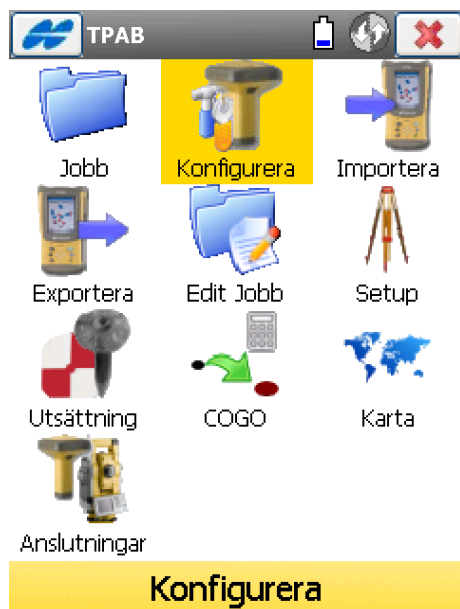 TPAB
Jobb
Konfigurera
Importera
Exportera
Edit Jobb
Setup
Utsättning
COGO
Karta
Anslutningar
Konfigurera